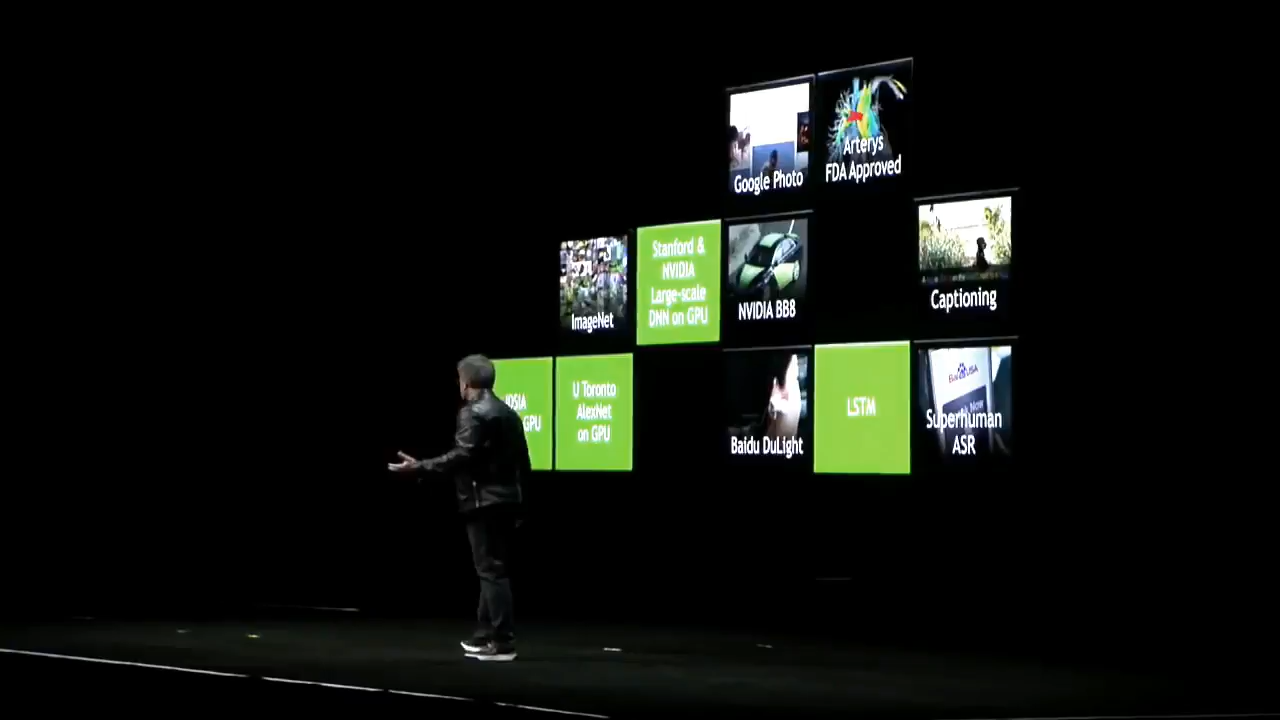 Google Photo
Arterys
FDA Approved
ImageNet
Stanford &
NVIDIA
Large-scale
DNN on GPU
NVIDIA BB8
Captioning
GPU
U Toronto
AlexNet
on GPU
Baidu DuLight
LSTM
Superhuman
ASR